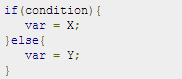 if(condition){
    var = X;
}else{
    var = Y;
}